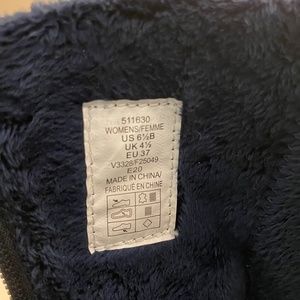 511630
WOMENS/FEMME
US 6½B
UK 4½
EU 37
V3328/F25049
E20
MADE IN CHINA/
FABRIQUÉ EN CHINE